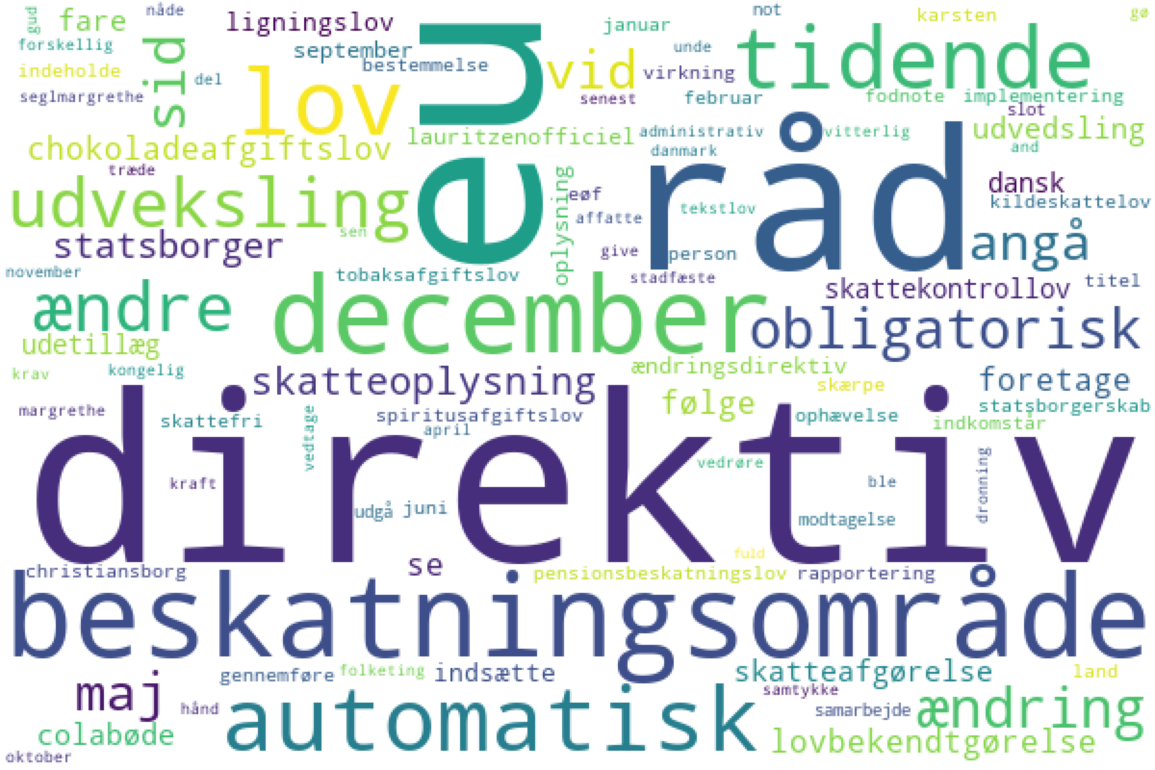 gud
nåde
fare
ligningslov
januar
not
karsten
gø
forskellig
sid
september
eu
vid
unde
tidende
indeholde
del
lov
bestemmelse
virkning
seglmargrethe
senest
februar
fodnote
implementering
slot
chokoladeafgiftslov
lauritzenofficiel
administrativ
råd
vitterlig
udvedsling
træde
oplysning
danmark
and
udveksling
eøf
dansk
affatte
tekstlov
kildeskattelov
statsborger
sen
give
person
angå
november
tobaksafgiftslov
stadfæste
skattekontrollov
titel
ændre
december
obligatorisk
udetillæg
krav
kongelig
skatteoplysning
ændringsdirektiv
skærpe
foretage
margrethe
skattefri
vedtage
spiritusafgiftslov
april
følge
ophævelse
statsborgerskab
indkomstår
direktiv
vedrøre
dronning
kraft
ble
udgå
juni
modtagelse
fuld
christiansborg
se
pensionsbeskatningslov
rapportering
beskatningsområde
gennemføre
folketing
indsætte
skatteafgørelse
land
maj
hånd
automatisk
samtykke
samarbejde
ændring
colabøde
lovbekendtgørelse
oktober